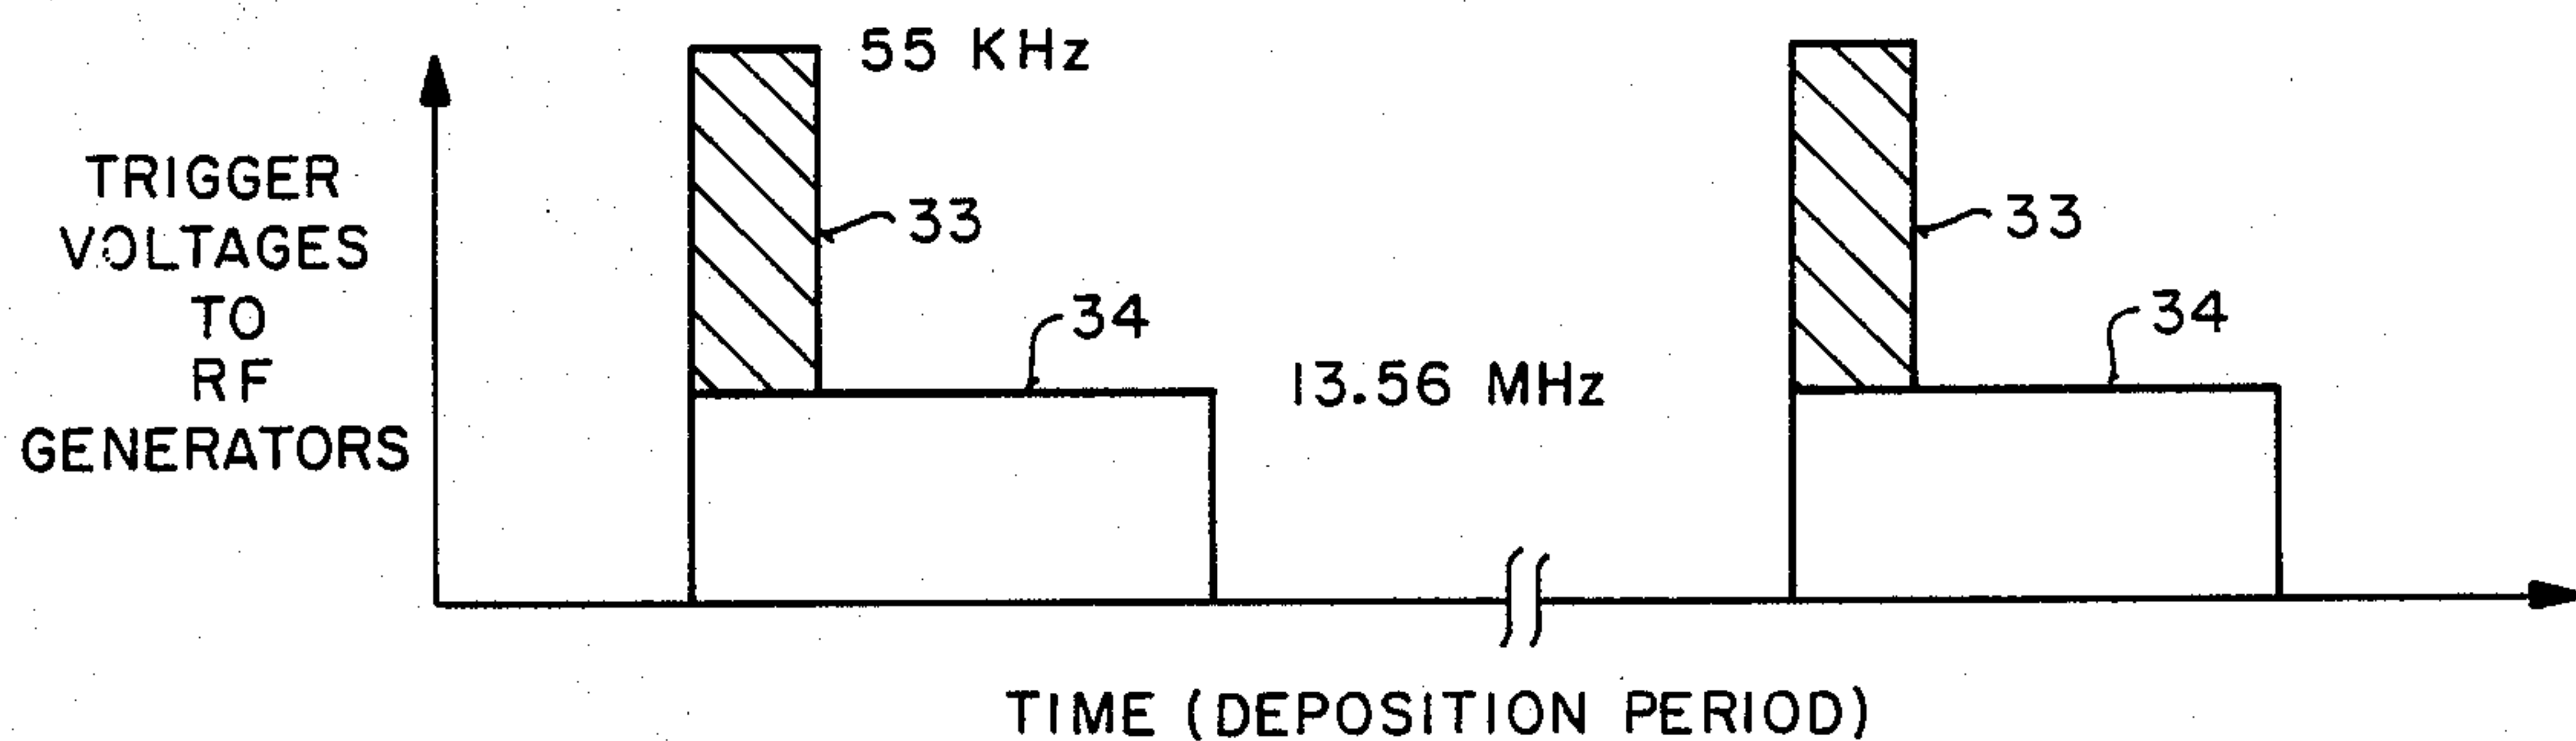 55 KHz
TRIGGER
VOLTAGES
TO
RF
GENERATORS
33
34
13.56 MHz
33
34
TIME (DEPOSITION PERIOD)